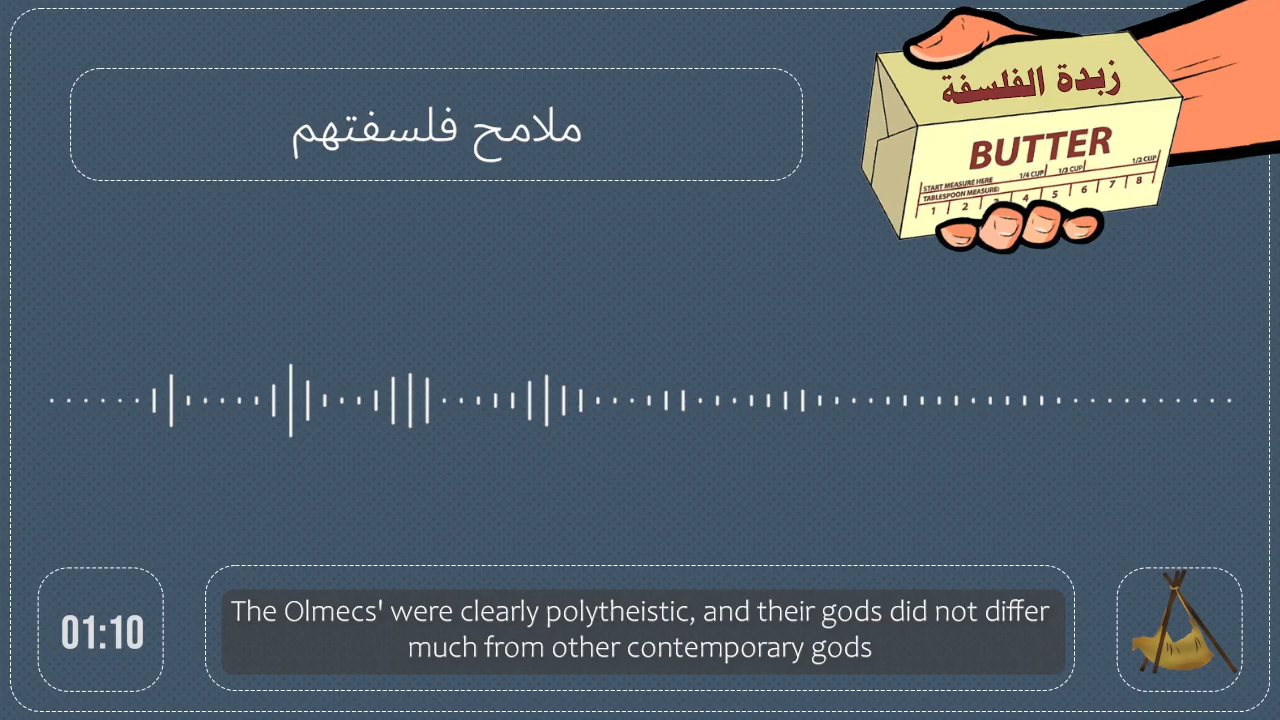 زبدة الفلسفة
ملامح فلسفتهم
BUTTER
1/4 CUP 1/3 CUP 1/2 CUP
START MEASURE HERE
TABLESPOON MEASURE:
1 2 3 4 5 6 7 8
01:10
The Olmecs' were clearly polytheistic, and their gods did not differ
much from other contemporary gods